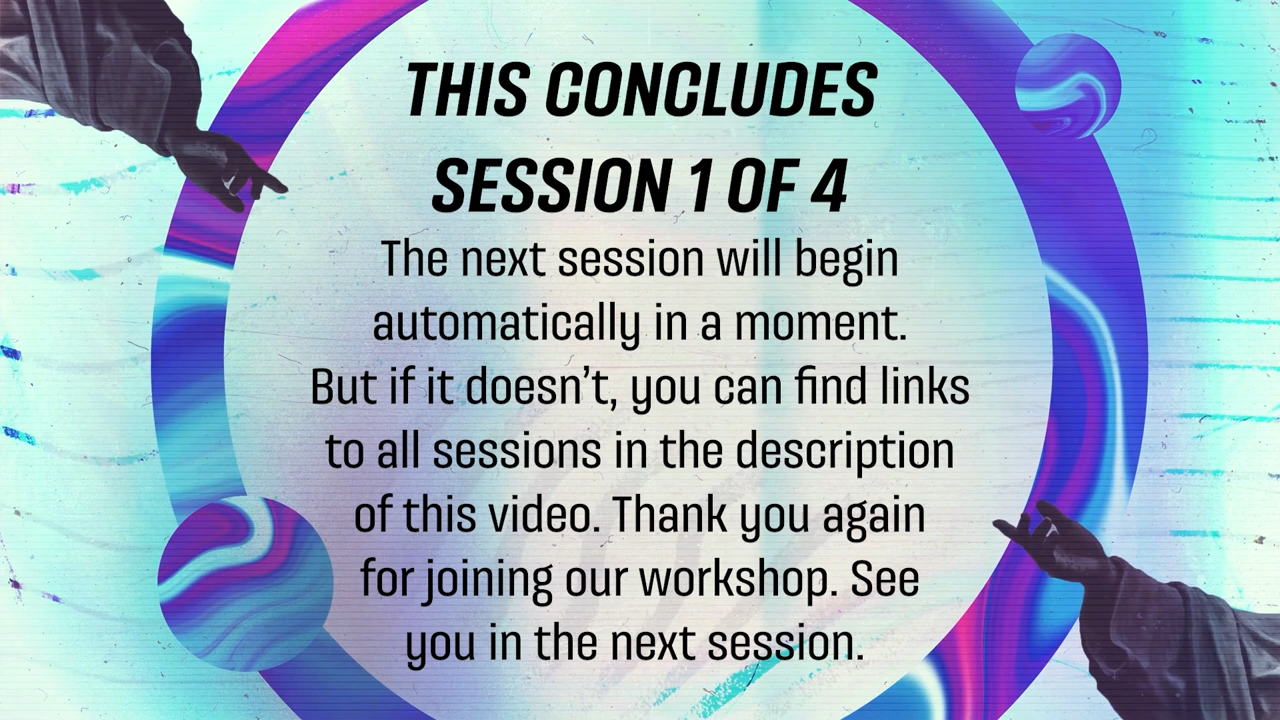 THIS CONCLUDES
SESSION 1 OF 4
The next session will begin
automatically in a moment.
But if it doesn’t, you can find links
to all sessions in the description
of this video. Thank you again
for joining our workshop. See
you in the next session.